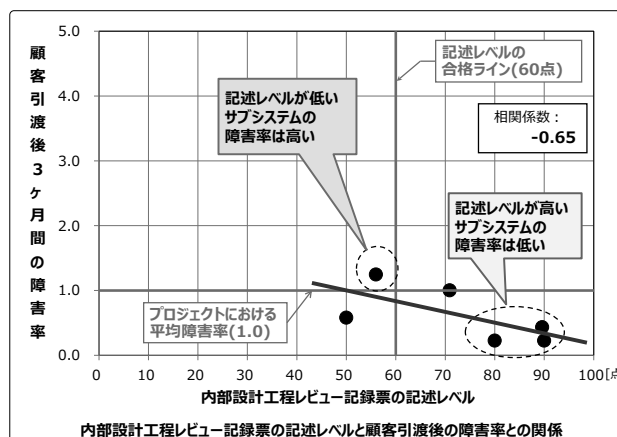 顧客引渡後3ヶ月間の障害率
5.0
4.0
3.0
2.0
1.0
0.0
記述レベルの
合格ライン(60点)
記述レベルが低い
サブシステムの
障害率は高い
相関係数：
-0.65
記述レベルが高い
サブシステムの
障害率は低い
プロジェクトにおける
平均障害率(1.0)
0 10 20 30 40 50 60 70 80 90 100[点]
内部設計工程レビュー記録票の記述レベル
内部設計工程レビュー記録票の記述レベルと顧客引渡後の障害率との関係